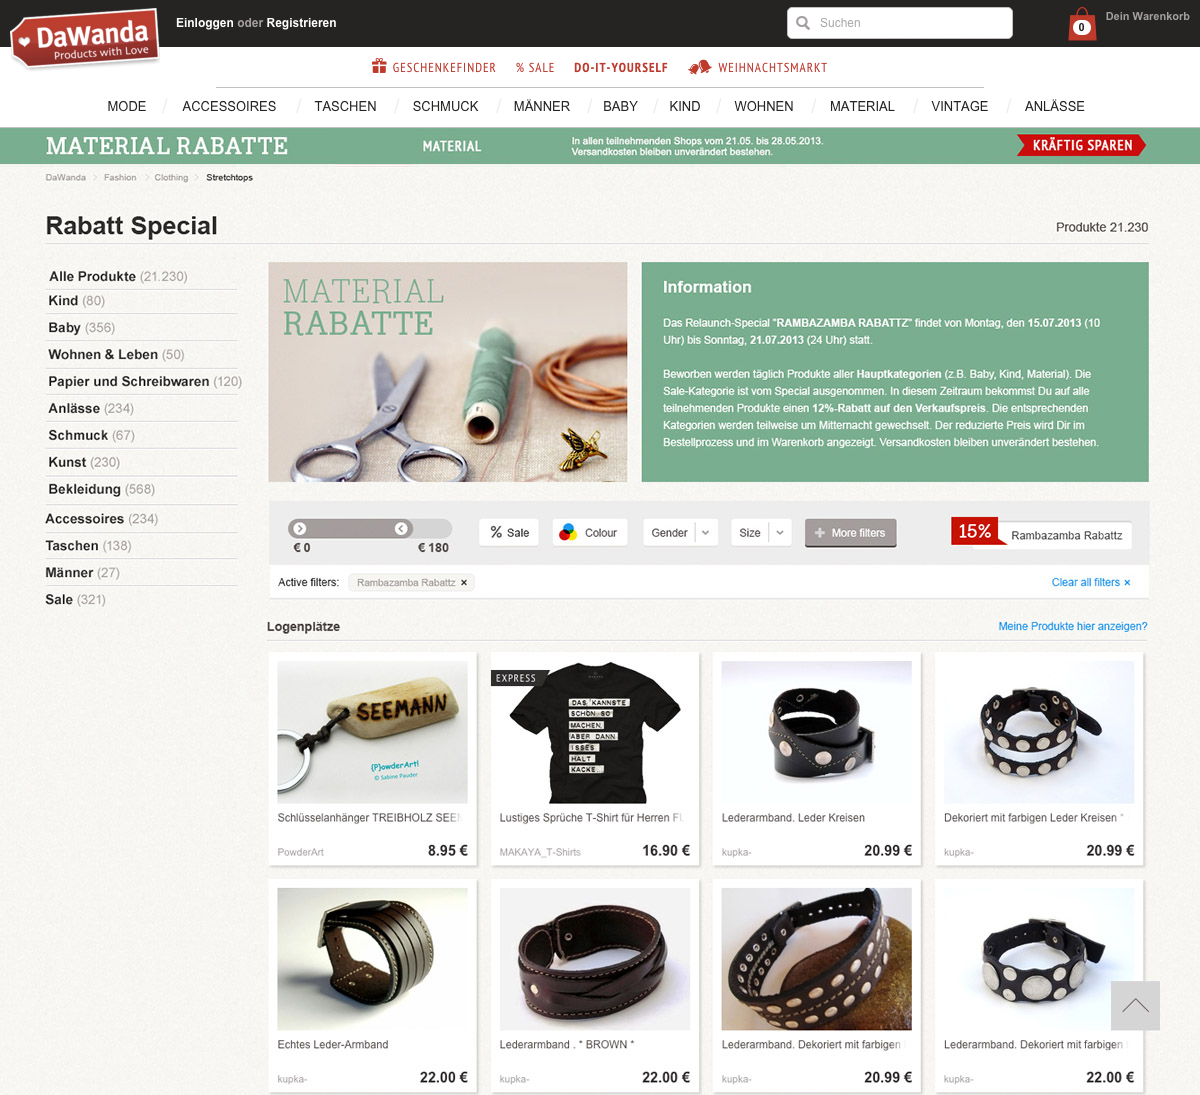 DaWanda
Products with Love
Einloggen oder Registrieren
Suchen
0
Dein Warenkorb
GESCHENKEFINDER
% SALE
DO-IT-YOURSELF
WEIHNACHTSMARKT
MODE
ACCESSOIRES
TASCHEN
SCHMUCK
MÄNNER
BABY
KIND
WOHNEN
MATERIAL
VINTAGE
ANLÄSSE
MATERIAL RABATTE
MATERIAL
In allen teilnehmenden Shops vom 21.05. bis 28.05.2013.
Versandkosten bleiben unverändert bestehen.
KRÄFTIG SPAREN
DaWanda
Fashion
Clothing
Stretchtops
Rabatt Special
Produkte 21.230
Alle Produkte (21.230)
Kind (80)
Baby (356)
Wohnen & Leben (50)
Papier und Schreibwaren (120)
Anlässe (234)
Schmuck (67)
Kunst (230)
Bekleidung (568)
Accessoires (234)
Taschen (138)
Männer (27)
Sale (321)
MATERIAL
RABATTE
Information
Das Relaunch-Special "RAMBAZAMBA RABATTZ" findet von Montag, den 15.07.2013 (10
Uhr) bis Sonntag, 21.07.2013 (24 Uhr) statt.
Beworben werden täglich Produkte aller Hauptkategorien (z.B. Baby, Kind, Material). Die
Sale-Kategorie ist vom Special ausgenommen. In diesem Zeitraum bekommst Du auf alle
teilnehmenden Produkte einen 12%-Rabatt auf den Verkaufspreis. Die entsprechenden
Kategorien werden teilweise um Mitternacht gewechselt. Der reduzierte Preis wird Dir im
Bestellprozess und im Warenkorb angezeigt. Versandkosten bleiben unverändert bestehen.
€ 0
€ 180
% Sale
Colour
Gender
Size
+ More filters
15%
Rambazamba Rabattz
Active filters:
Rambazamba Rabattz ×
Clear all filters ×
Logenplätze
Meine Produkte hier anzeigen?
SEEMANN
{P}owderArt!
© Sabine Pauder
Schlüsselanhänger TREIBHOLZ SEEM
PowderArt
8.95 €
EXPRESS
DAS KANNSTE
SCHON SO
MACHEN,
ABER DANN
ISSES
HALT
KACKE...
Lustiges Sprüche T-Shirt für Herren FU
MAKAYA_T-Shirts
16.90 €
Lederarmband. Leder Kreisen
kupka-
20.99 €
Dekoriert mit farbigen Leder Kreisen *
kupka-
20.99 €
Echtes Leder-Armband
kupka-
22.00 €
Lederarmband . * BROWN *
kupka-
22.00 €
Lederarmband. Dekoriert mit farbigen
kupka-
20.99 €
Lederarmband. Dekoriert mit farbigen
kupka-
22.00 €